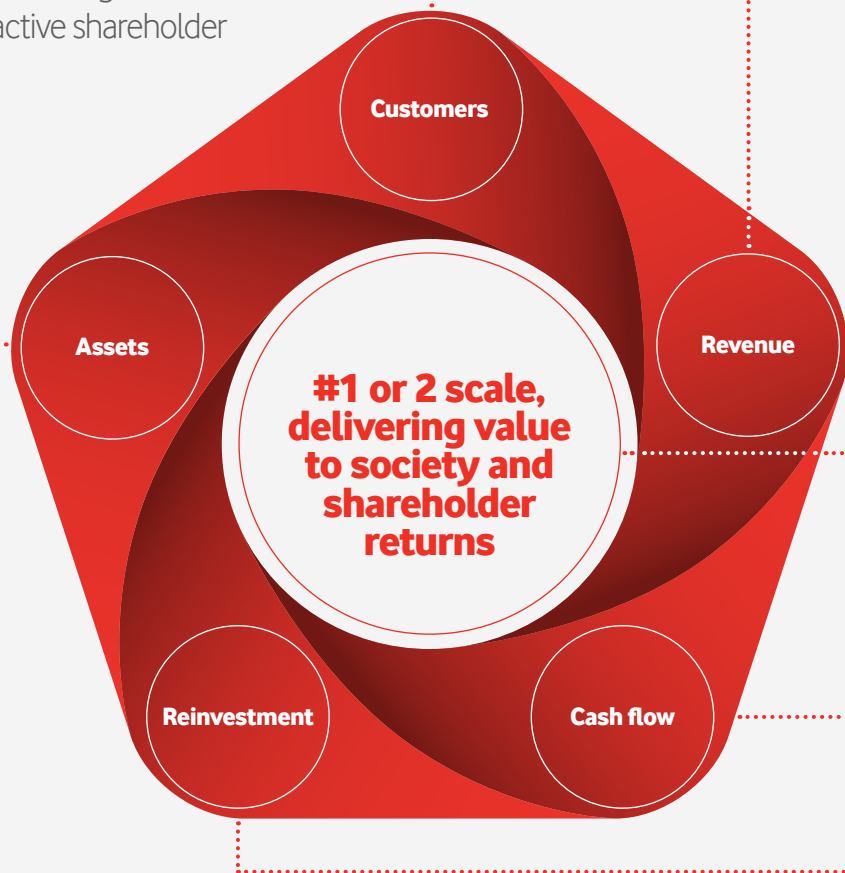 active shareholder
Customers
Assets
Revenue
#1 or 2 scale,
delivering value
to society and
shareholder
returns
Reinvestment
Cash flow